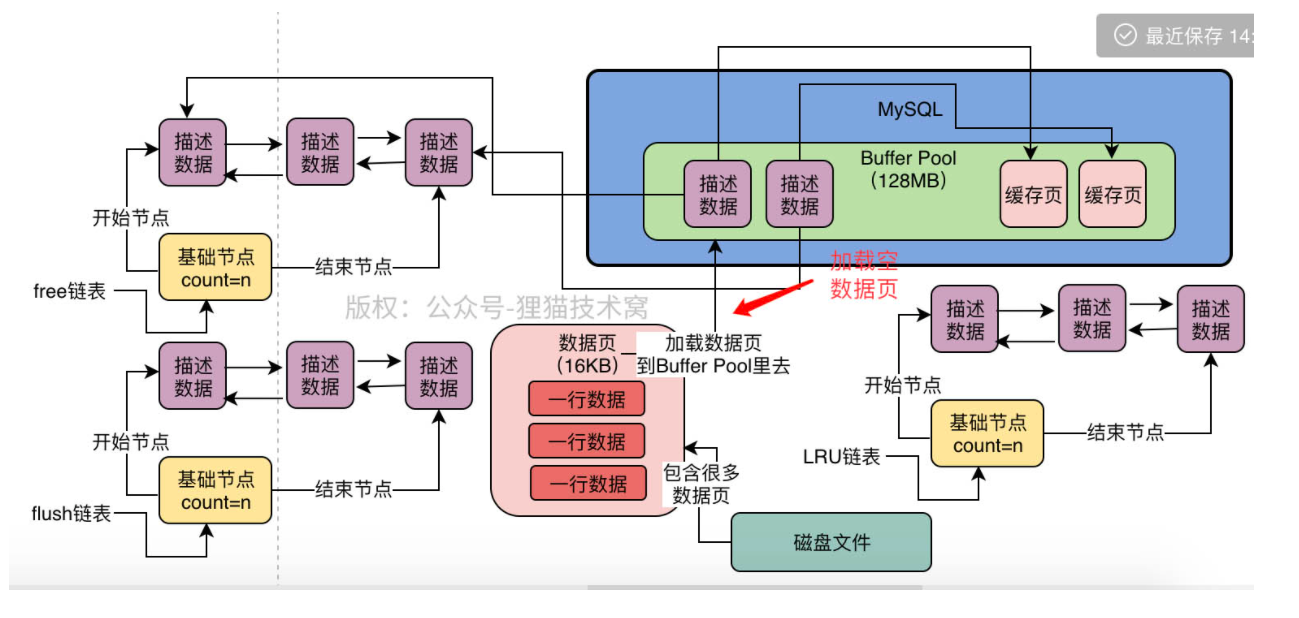 最近保存 14:
MySQL
Buffer Pool
（128MB）
描述
数据
描述
数据
缓存页
缓存页
描述
数据
描述
数据
描述
数据
开始节点
基础节点
count=n
结束节点
free链表
加载空
数据页
版权：公众号-狸猫技术窝
数据页
（16KB）
加载数据页
到Buffer Pool里去
一行数据
一行数据
一行数据
包含很多
数据页
磁盘文件
描述
数据
描述
数据
描述
数据
开始节点
基础节点
count=n
结束节点
flush链表
描述
数据
描述
数据
描述
数据
开始节点
基础节点
count=n
结束节点
LRU链表